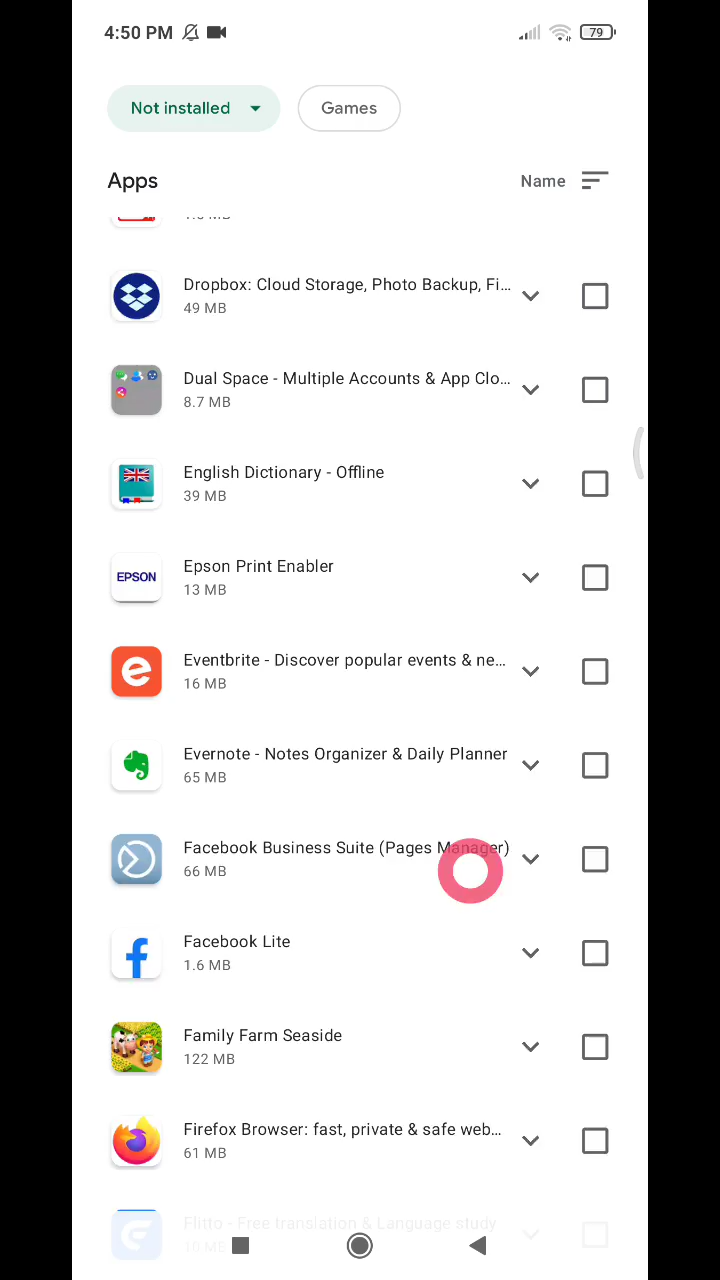 4:50 PM
79
Not installed
Games
Apps
Name
Dropbox: Cloud Storage, Photo Backup, Fi...
49 MB
Dual Space - Multiple Accounts & App Clo...
8.7 MB
English Dictionary - Offline
39 MB
EPSON
Epson Print Enabler
13 MB
Eventbrite - Discover popular events & ne...
16 MB
Evernote - Notes Organizer & Daily Planner
65 MB
Facebook Business Suite (Pages Manager)
66 MB
Facebook Lite
1.6 MB
Family Farm Seaside
122 MB
Firefox Browser: fast, private & safe web...
61 MB
Flitto - Free translation & Language study
10 ME